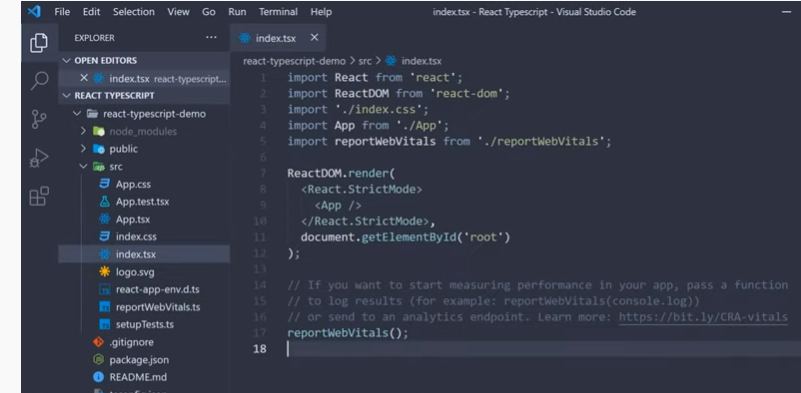 File Edit Selection View Go Run Terminal Help index.tsx - React Typescript - Visual Studio Code
EXPLORER
OPEN EDITORS
index.tsx react-typescript...
REACT TYPESCRIPT
react-typescript-demo
node_modules
public
src
App.css
App.test.tsx
App.tsx
index.css
index.tsx
logo.svg
react-app-env.d.ts
reportWebVitals.ts
setupTests.ts
.gitignore
package.json
README.md
index.tsx
react-typescript-demo > src > index.tsx
1 import React from 'react';
2 import ReactDOM from 'react-dom';
3 import './index.css';
4 import App from './App';
5 import reportWebVitals from './reportWebVitals';
6
7 ReactDOM.render(
8 <React.StrictMode>
9 <App />
10 </React.StrictMode>,
11 document.getElementById('root')
12 );
13
14 // If you want to start measuring performance in your app, pass a function
15 // to log results (for example: reportWebVitals(console.log))
16 // or send to an analytics endpoint. Learn more: https://bit.ly/CRA-vitals
17 reportWebVitals();
18